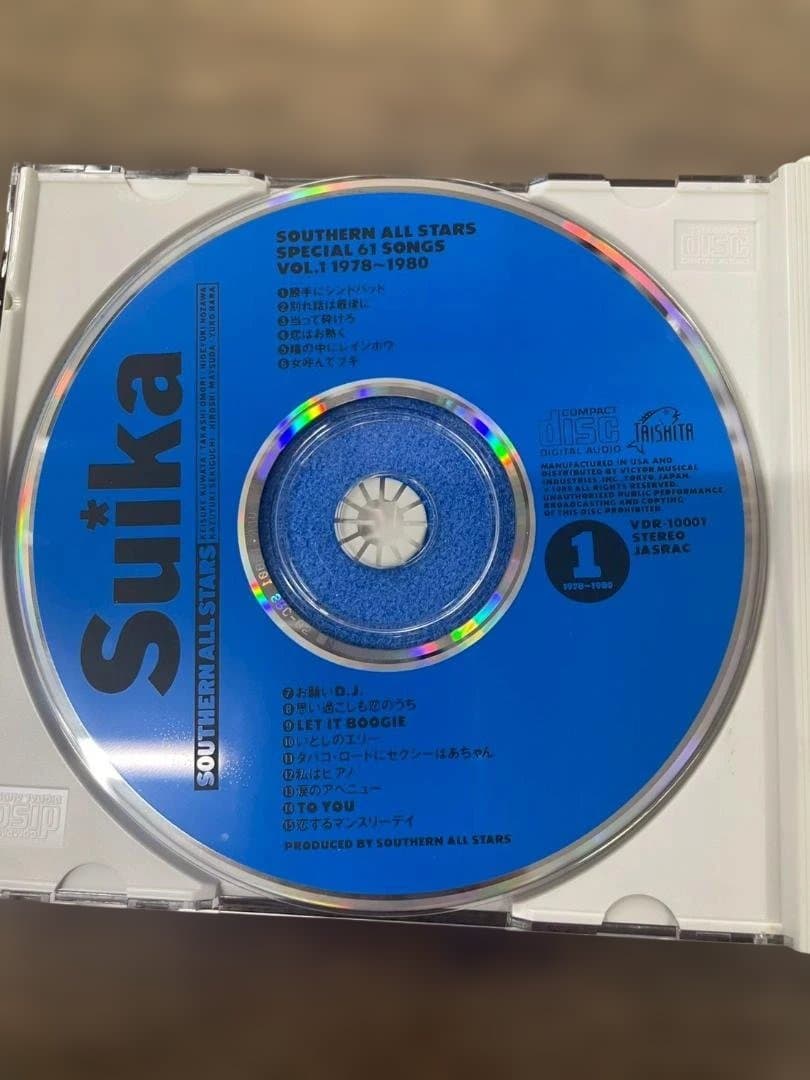 SOUTHERN ALL STARS
SPECIAL 61 SONGS
VOL.1 1978~1980
①勝手にシンドバッド
②別れ話は最後に
③当って砕けろ
④恋はお熱く
⑤瞳の中にレインボウ
⑥女呼んでブギ
Suika
SOUTHERN ALL STARS
KEISUKE KUWATA / TAKASHI OMORI / HIDEYUKI NOZAWA
KAZUYUKI SEKIGUCHI / HIROSHI MATSUDA / YUKO HARA
COMPACT
disc
DIGITAL AUDIO
TAISHITA
MANUFACTURED IN USA AND
DISTRIBUTED BY VICTOR MUSICAL
INDUSTRIES, INC., TOKYO, JAPAN.
ALL RIGHTS RESERVED.
UNAUTHORIZED PUBLIC PERFORMANCE,
BROADCASTING AND COPYING
OF THIS DISC PROHIBITED.
VDR-10001
STEREO
JASRAC
1
1978~1980
⑦お願いD.J.
⑧思い過ごしも恋のうち
⑨LET IT BOOGIE
⑩いとしのエリー
⑪タバコ・ロードにセクシーばあちゃん
⑫私はピアノ
⑬涙のアベニュー
⑭TO YOU
⑮恋するマンスリーデイ
PRODUCED BY SOUTHERN ALL STARS